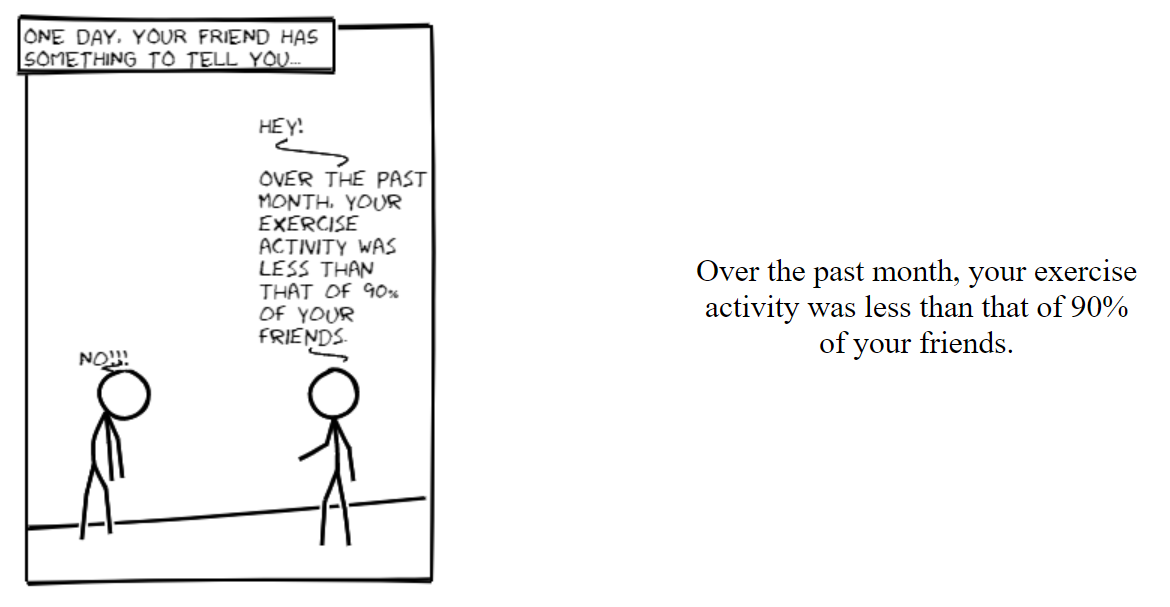 ONE DAY, YOUR FRIEND HAS
SOMETHING TO TELL YOU...
HEY!
OVER THE PAST
MONTH, YOUR
EXERCISE
ACTIVITY WAS
LESS THAN
THAT OF 90%
OF YOUR
FRIENDS.
NO!!!
Over the past month, your exercise
activity was less than that of 90%
of your friends.